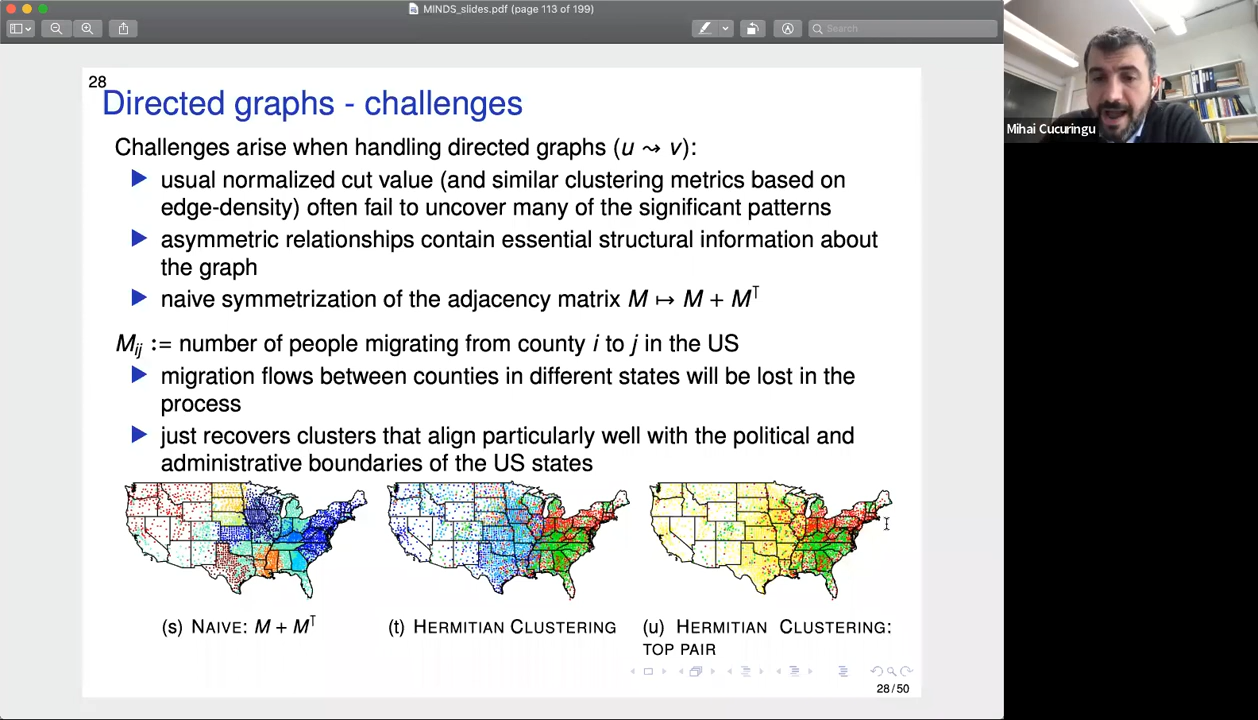 MINDS_slides.pdf (page 113 of 199)
Search
28
Directed graphs - challenges
Challenges arise when handling directed graphs (u ⇝ v):
usual normalized cut value (and similar clustering metrics based on
edge-density) often fail to uncover many of the significant patterns
asymmetric relationships contain essential structural information about
the graph
naive symmetrization of the adjacency matrix M ↦ M + Mᵀ
Mᵢⱼ := number of people migrating from county i to j in the US
migration flows between counties in different states will be lost in the
process
just recovers clusters that align particularly well with the political and
administrative boundaries of the US states
(s) NAIVE: M + Mᵀ
(t) HERMITIAN CLUSTERING
(u) HERMITIAN CLUSTERING:
TOP PAIR
28/50
Mihai Cucuringu